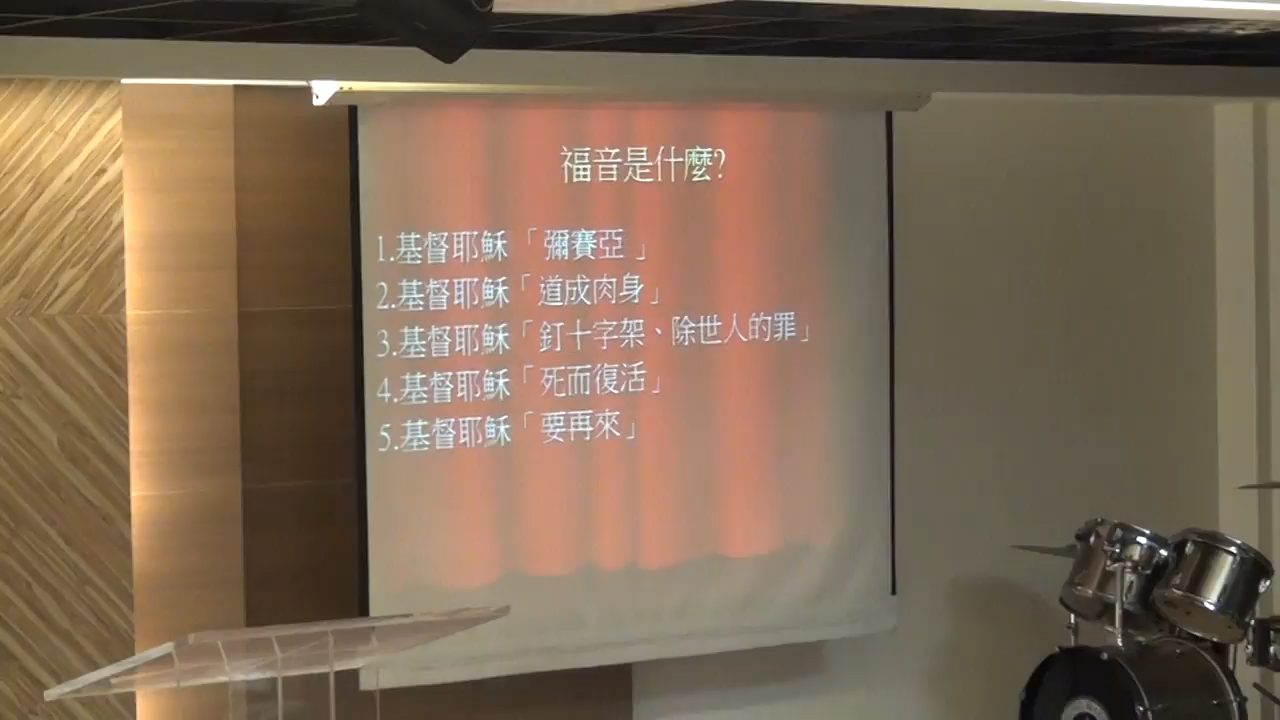 福音是什麼?
1.基督耶穌「彌賽亞」
2.基督耶穌「道成肉身」
3.基督耶穌「釘十字架、除世人的罪」
4.基督耶穌「死而復活」
5.基督耶穌「要再來」